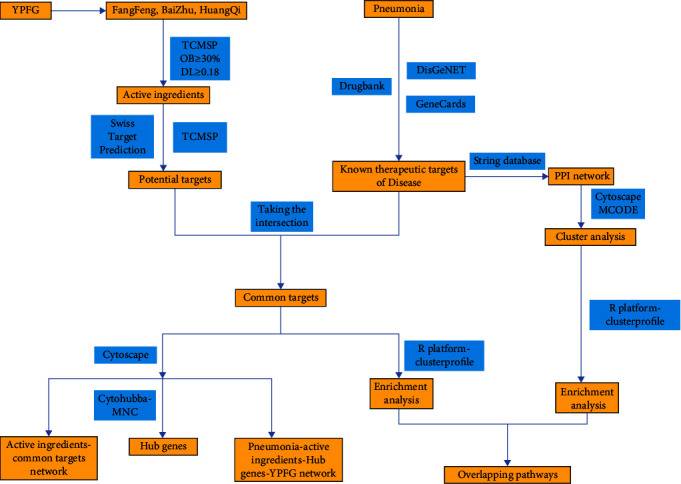 YPFG
FangFeng, BaiZhu, HuangQi
Pneumonia
TCMSP
OB≥30%
DL≥0.18
DisGeNET
Drugbank
GeneCards
Active ingredients
Swiss
Target
Prediction
TCMSP
Potential targets
Known therapeutic targets
of Disease
String database
PPI network
Cytoscape
MCODE
Taking the
intersection
Cluster analysis
Common targets
R platform-
clusterprofile
Cytoscape
R platform-
clusterprofile
Cytohubba-
MNC
Enrichment
analysis
Enrichment
analysis
Active ingredients-
common targets
network
Hub genes
Pneumonia-active
ingredients-Hub
genes-YPFG network
Overlapping pathways